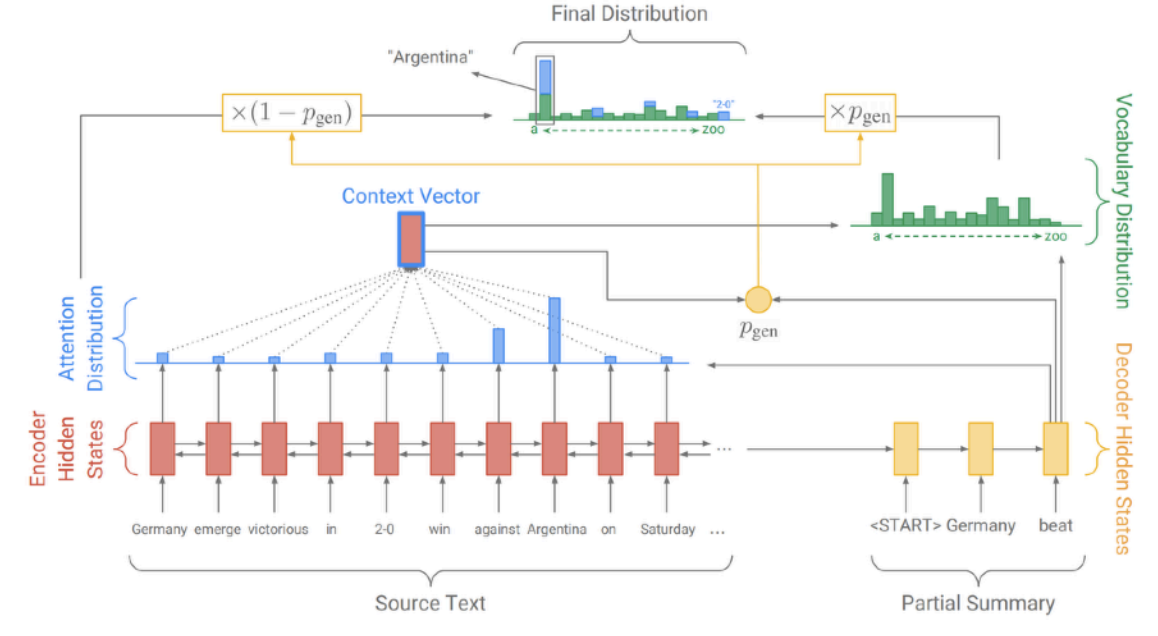 Final Distribution
"Argentina"
×(1 − p_gen)
×p_gen
"2-0"
a
zoo
Context Vector
Vocabulary Distribution
a
zoo
Attention
Distribution
p_gen
Encoder
Hidden
States
Decoder Hidden States
Germany emerge victorious in 2-0 win against Argentina on Saturday ...
...
<START> Germany beat
Source Text
Partial Summary